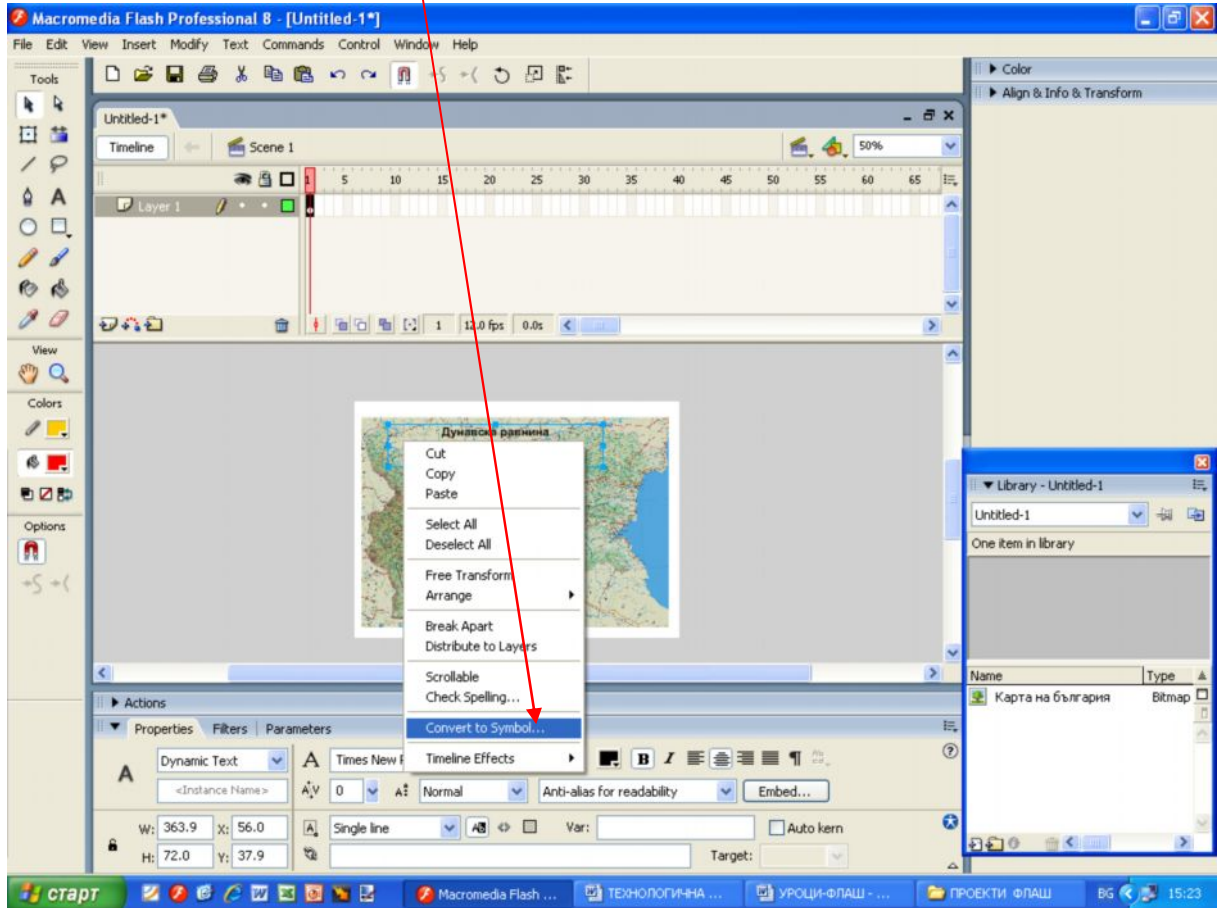 Macromedia Flash Professional 8 - [Untitled-1*]
File Edit View Insert Modify Text Commands Control Window Help
Tools
Color
Align & Info & Transform
Untitled-1*
Timeline
Scene 1
50%
1 5 10 15 20 25 30 35 40 45 50 55 60 65
Layer 1
1 12.0 fps 0.0s
View
Colors
Options
Дунавска равнина
Cut
Copy
Paste
Select All
Deselect All
Free Transform
Arrange
Break Apart
Distribute to Layers
Scrollable
Check Spelling...
Convert to Symbol...
Timeline Effects
Library - Untitled-1
Untitled-1
One item in library
Name Type
Карта на българия Bitmap
Actions
Properties Filters Parameters
Dynamic Text
A Times New
B I
<Instance Name>
A
0 Normal Anti-alias for readability Embed...
W: 363.9 X: 56.0
Single line Var: Auto kern
H: 72.0 Y: 37.9
Target:
старт
Macromedia Flash ...
ТЕХНОЛОГИЧНА ...
УРОЦИ-ФЛАШ - ...
ПРОЕКТИ ФЛАШ
BG 15:23